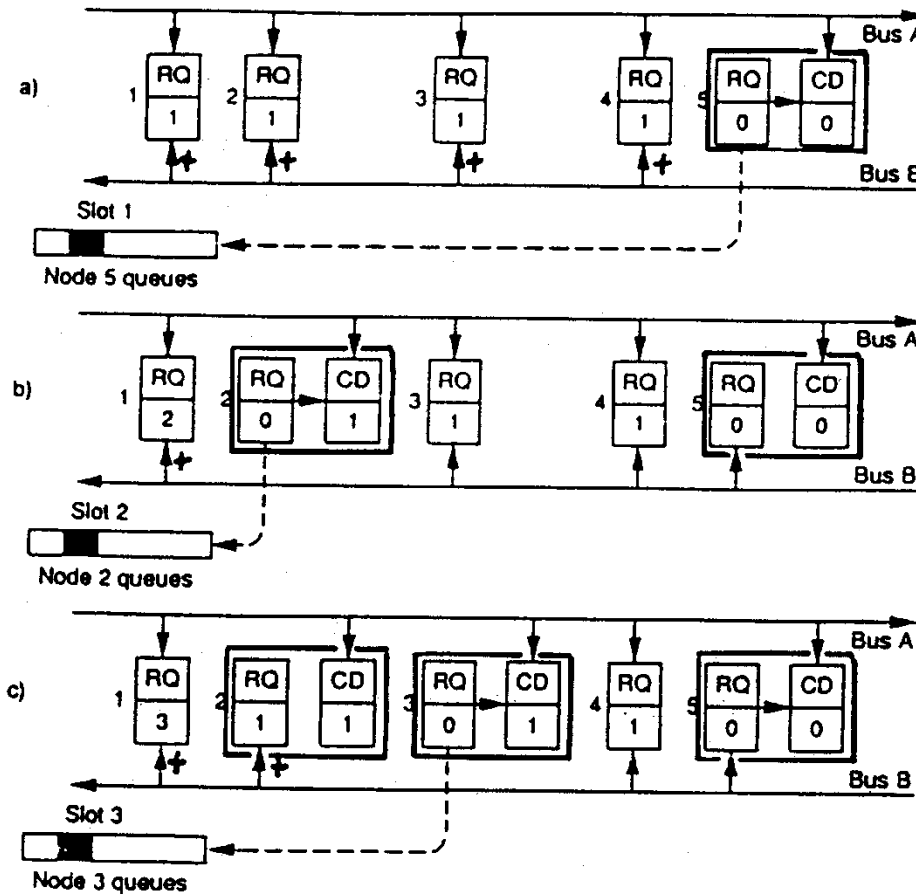 Bus A
a)
1 RQ 1
2 RQ 1
3 RQ 1
4 RQ 1
5 RQ 0 CD 0
+ + + +
Bus B
Slot 1
Node 5 queues
Bus A
b)
1 RQ 2
2 RQ 0 CD 1
3 RQ 1
4 RQ 1
5 RQ 0 CD 0
+
Bus B
Slot 2
Node 2 queues
Bus A
c)
1 RQ 3
2 RQ 1 CD 1
3 RQ 0 CD 1
4 RQ 1
5 RQ 0 CD 0
+ +
Bus B
Slot 3
Node 3 queues